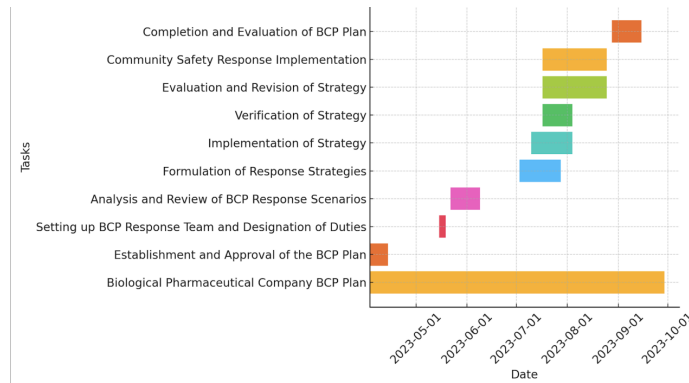 Completion and Evaluation of BCP Plan
Community Safety Response Implementation
Evaluation and Revision of Strategy
Verification of Strategy
Implementation of Strategy
Formulation of Response Strategies
Analysis and Review of BCP Response Scenarios
Setting up BCP Response Team and Designation of Duties
Establishment and Approval of the BCP Plan
Biological Pharmaceutical Company BCP Plan
Tasks
2023-05-01
2023-06-01
2023-07-01
2023-08-01
2023-09-01
2023-10-01
Date